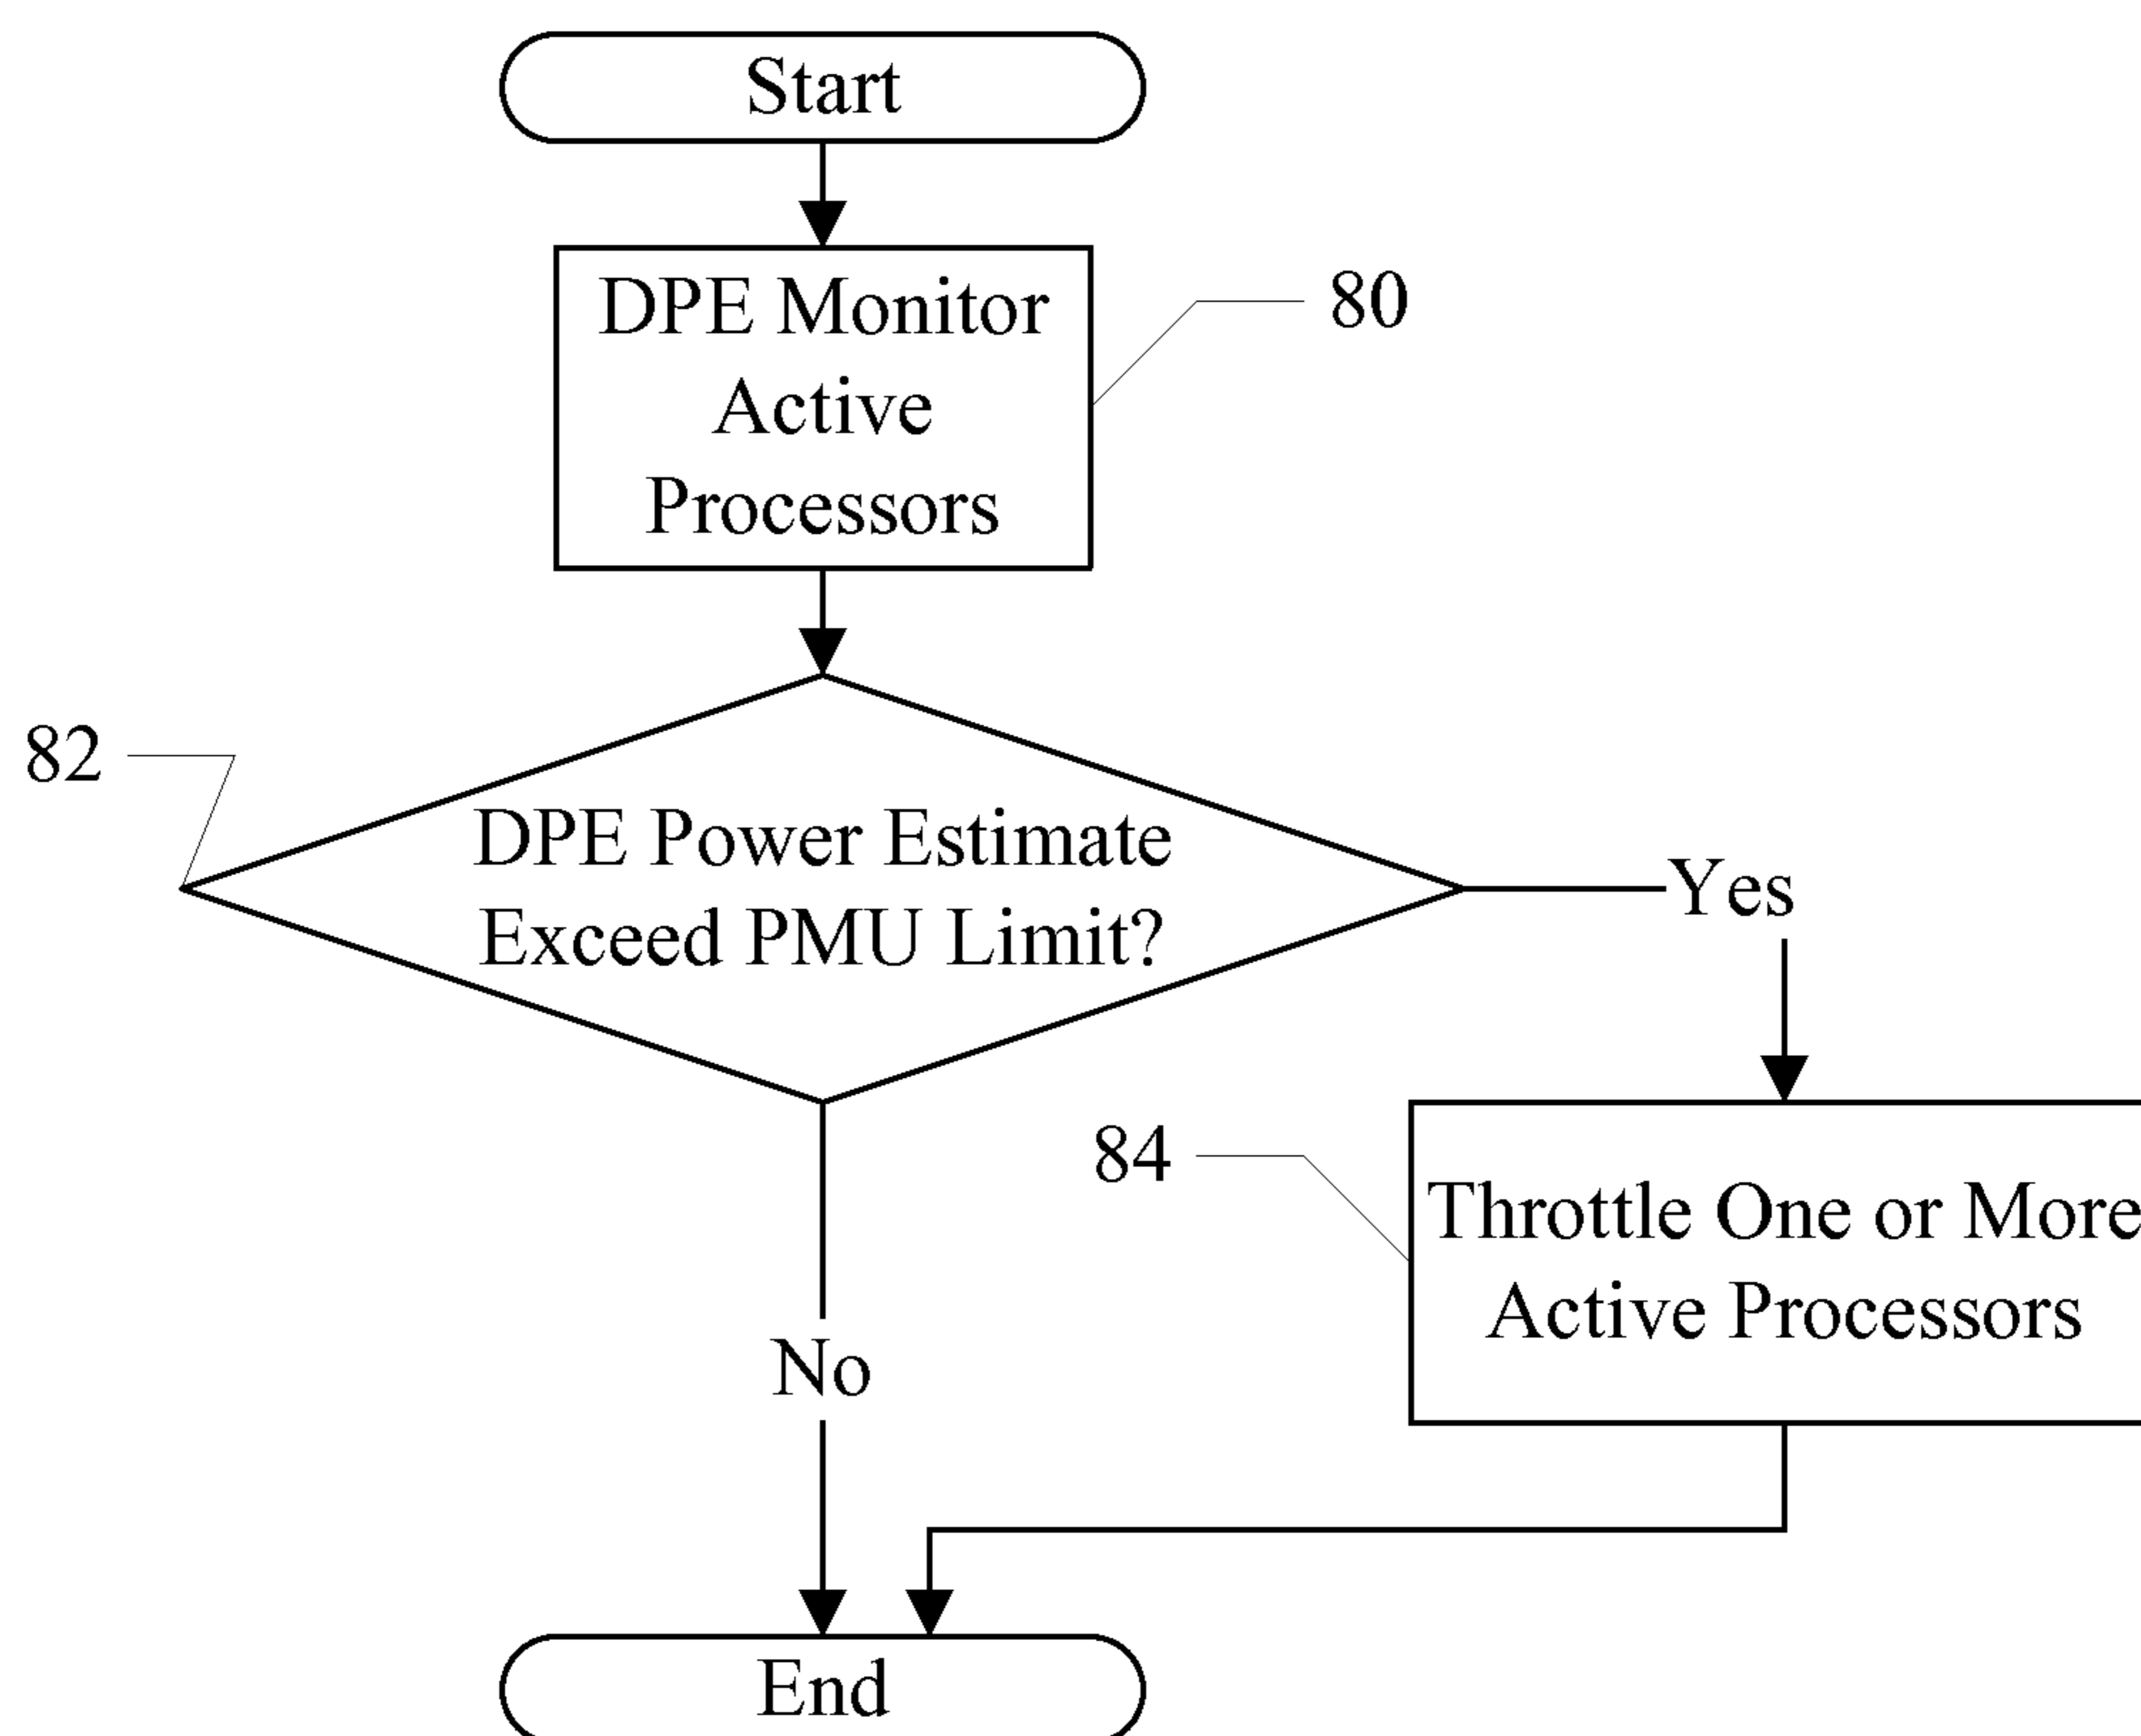 Start
DPE Monitor
Active
Processors
80
82
DPE Power Estimate
Exceed PMU Limit?
Yes
84
Throttle One or More
Active Processors
No
End